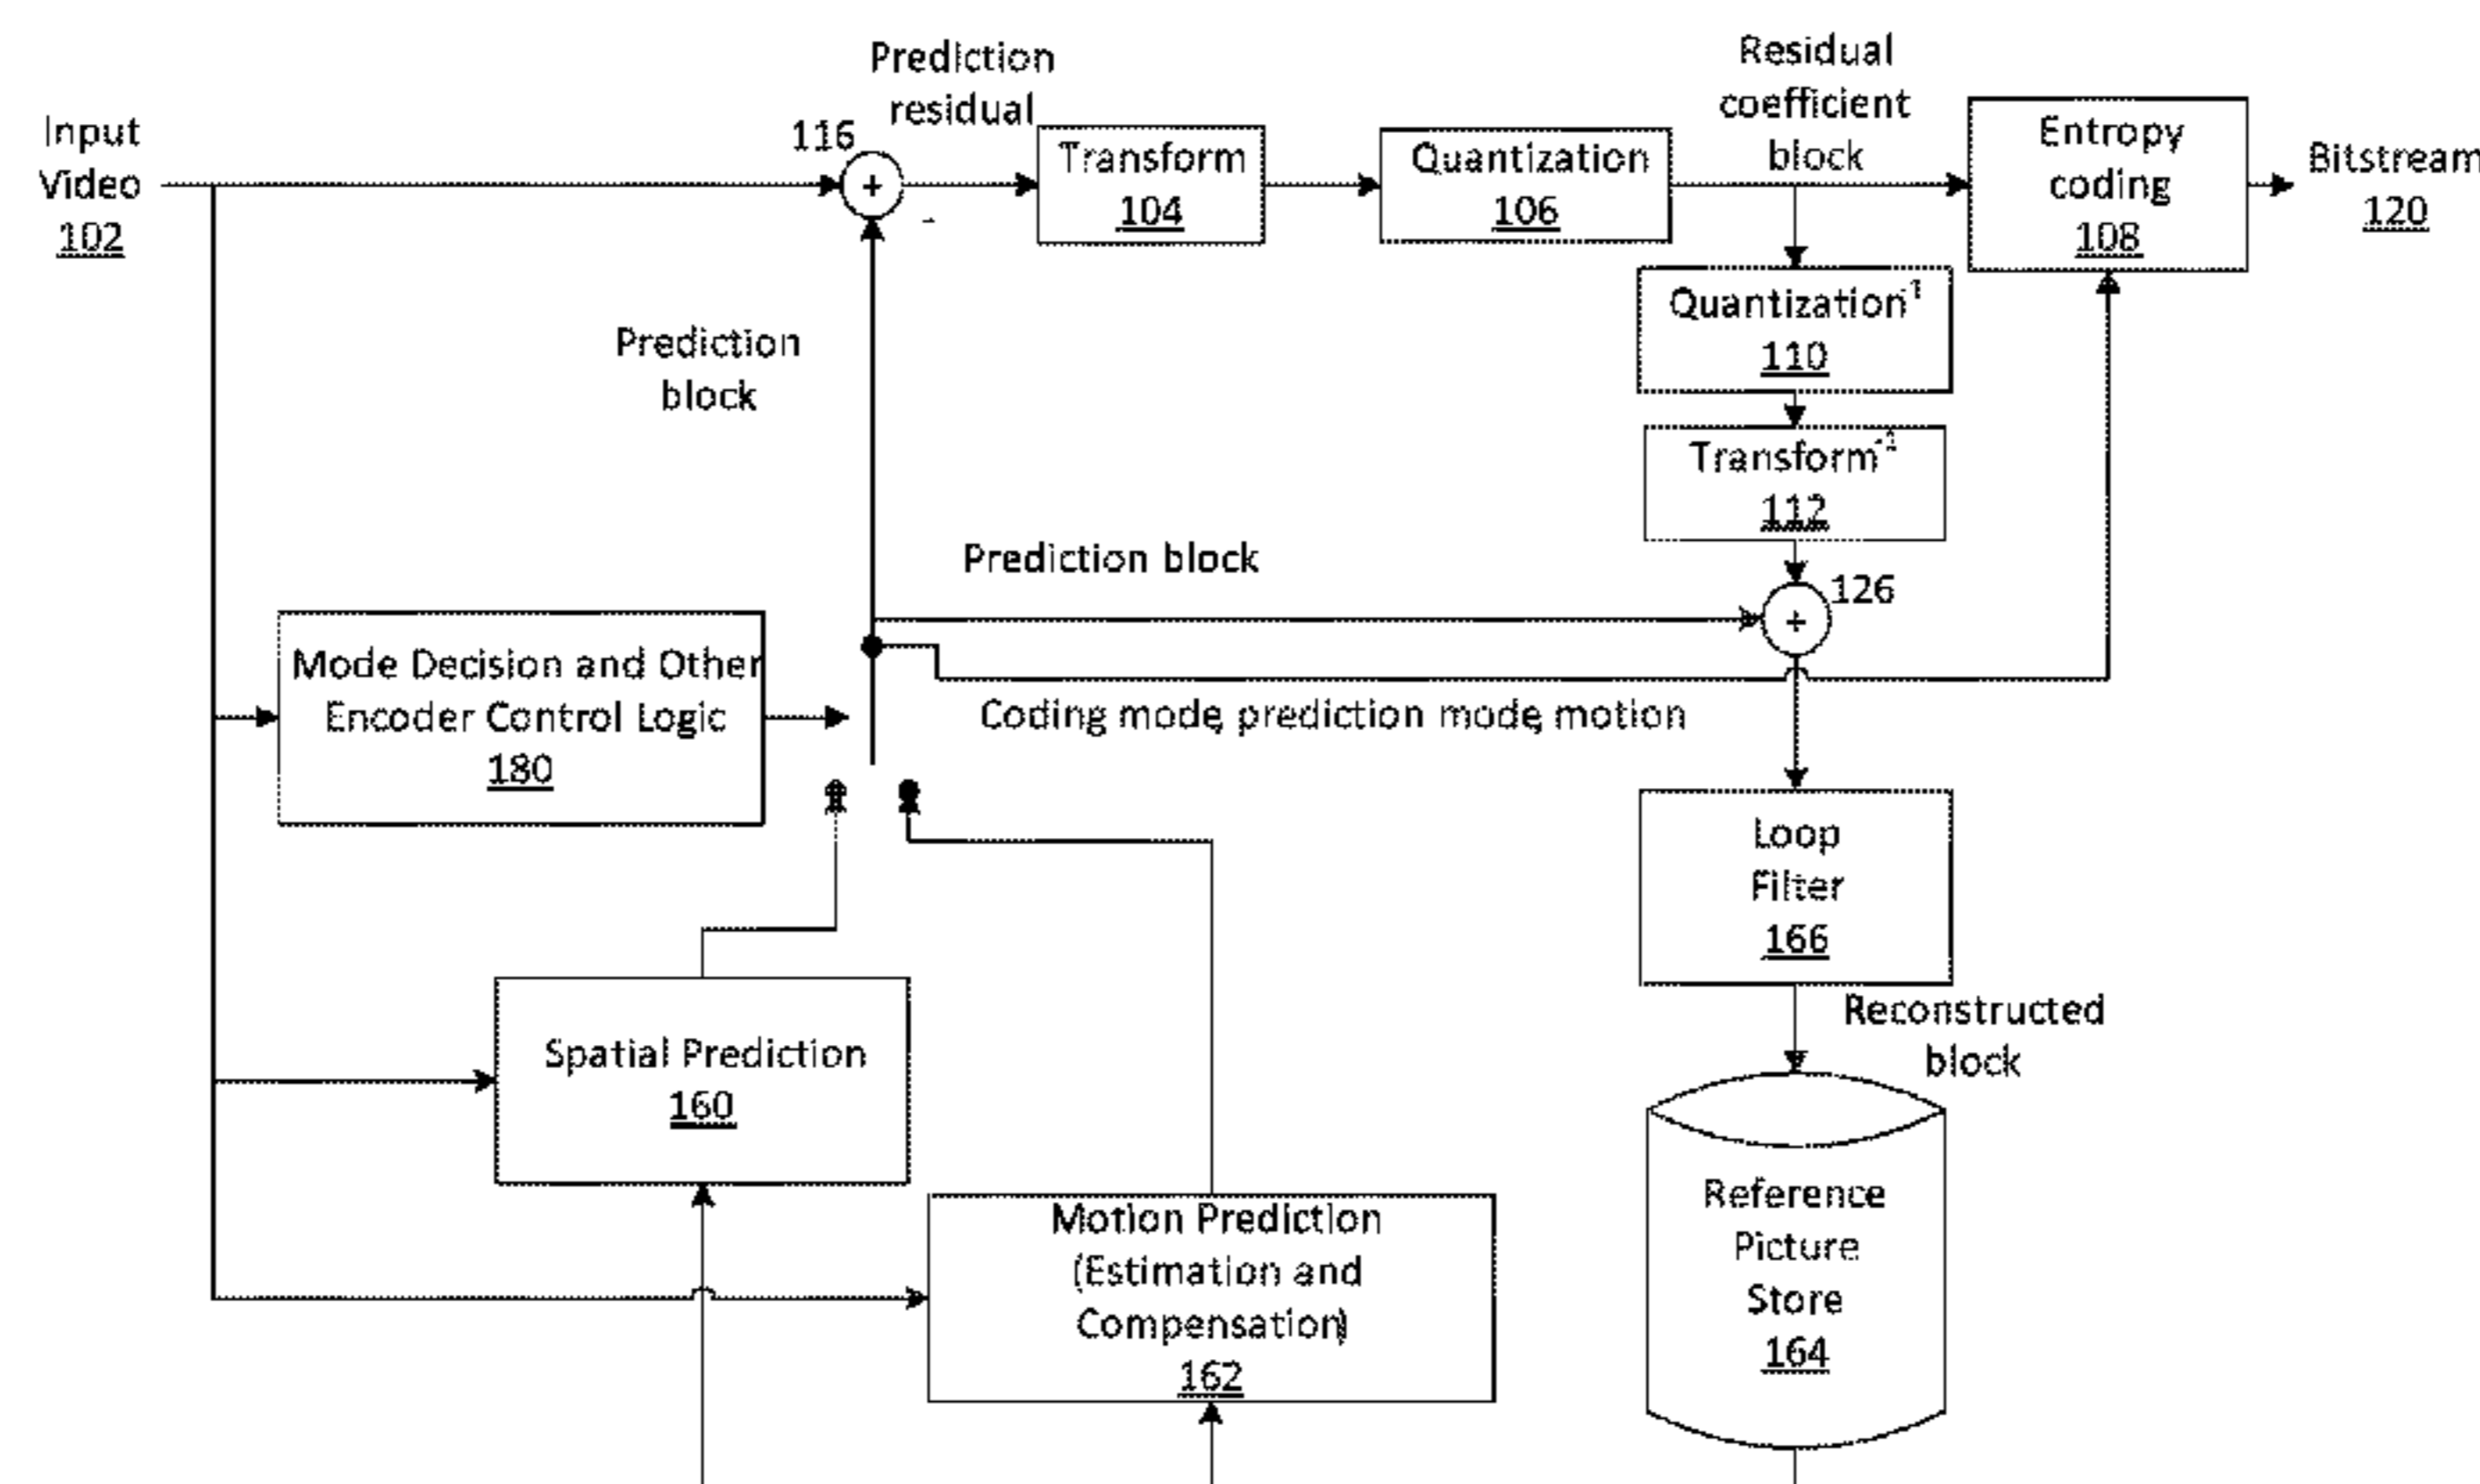 Input
Video
102
116
Prediction
residual
Transform
104
Quantization
106
Residual
coefficient
block
Entropy
coding
108
Bitstream
120
+
-
Prediction
block
Quantization-1
110
Transform-1
112
Prediction block
126
+
Mode Decision and Other
Encoder Control Logic
180
Coding mode, prediction mode, motion
Loop
Filter
166
Reconstructed
block
Spatial Prediction
160
Motion Prediction
(Estimation and
Compensation)
162
Reference
Picture
Store
164